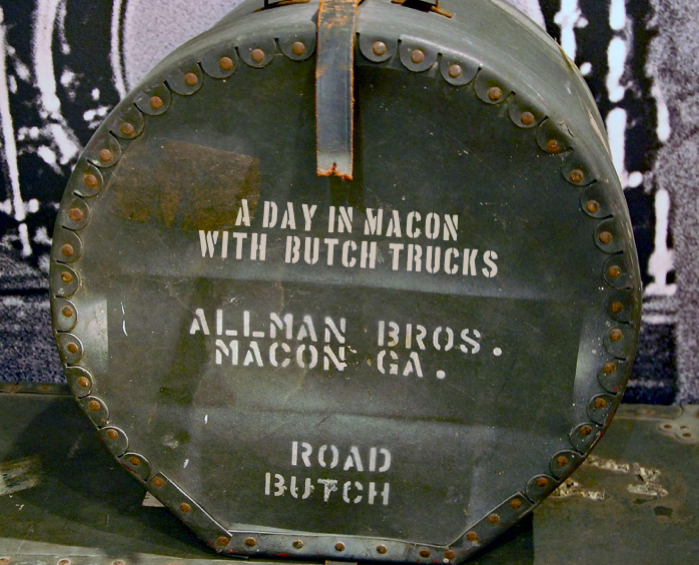 A DAY IN MACON
WITH BUTCH TRUCKS
ALLMAN BROS.
MACON GA.
ROAD
BUTCH